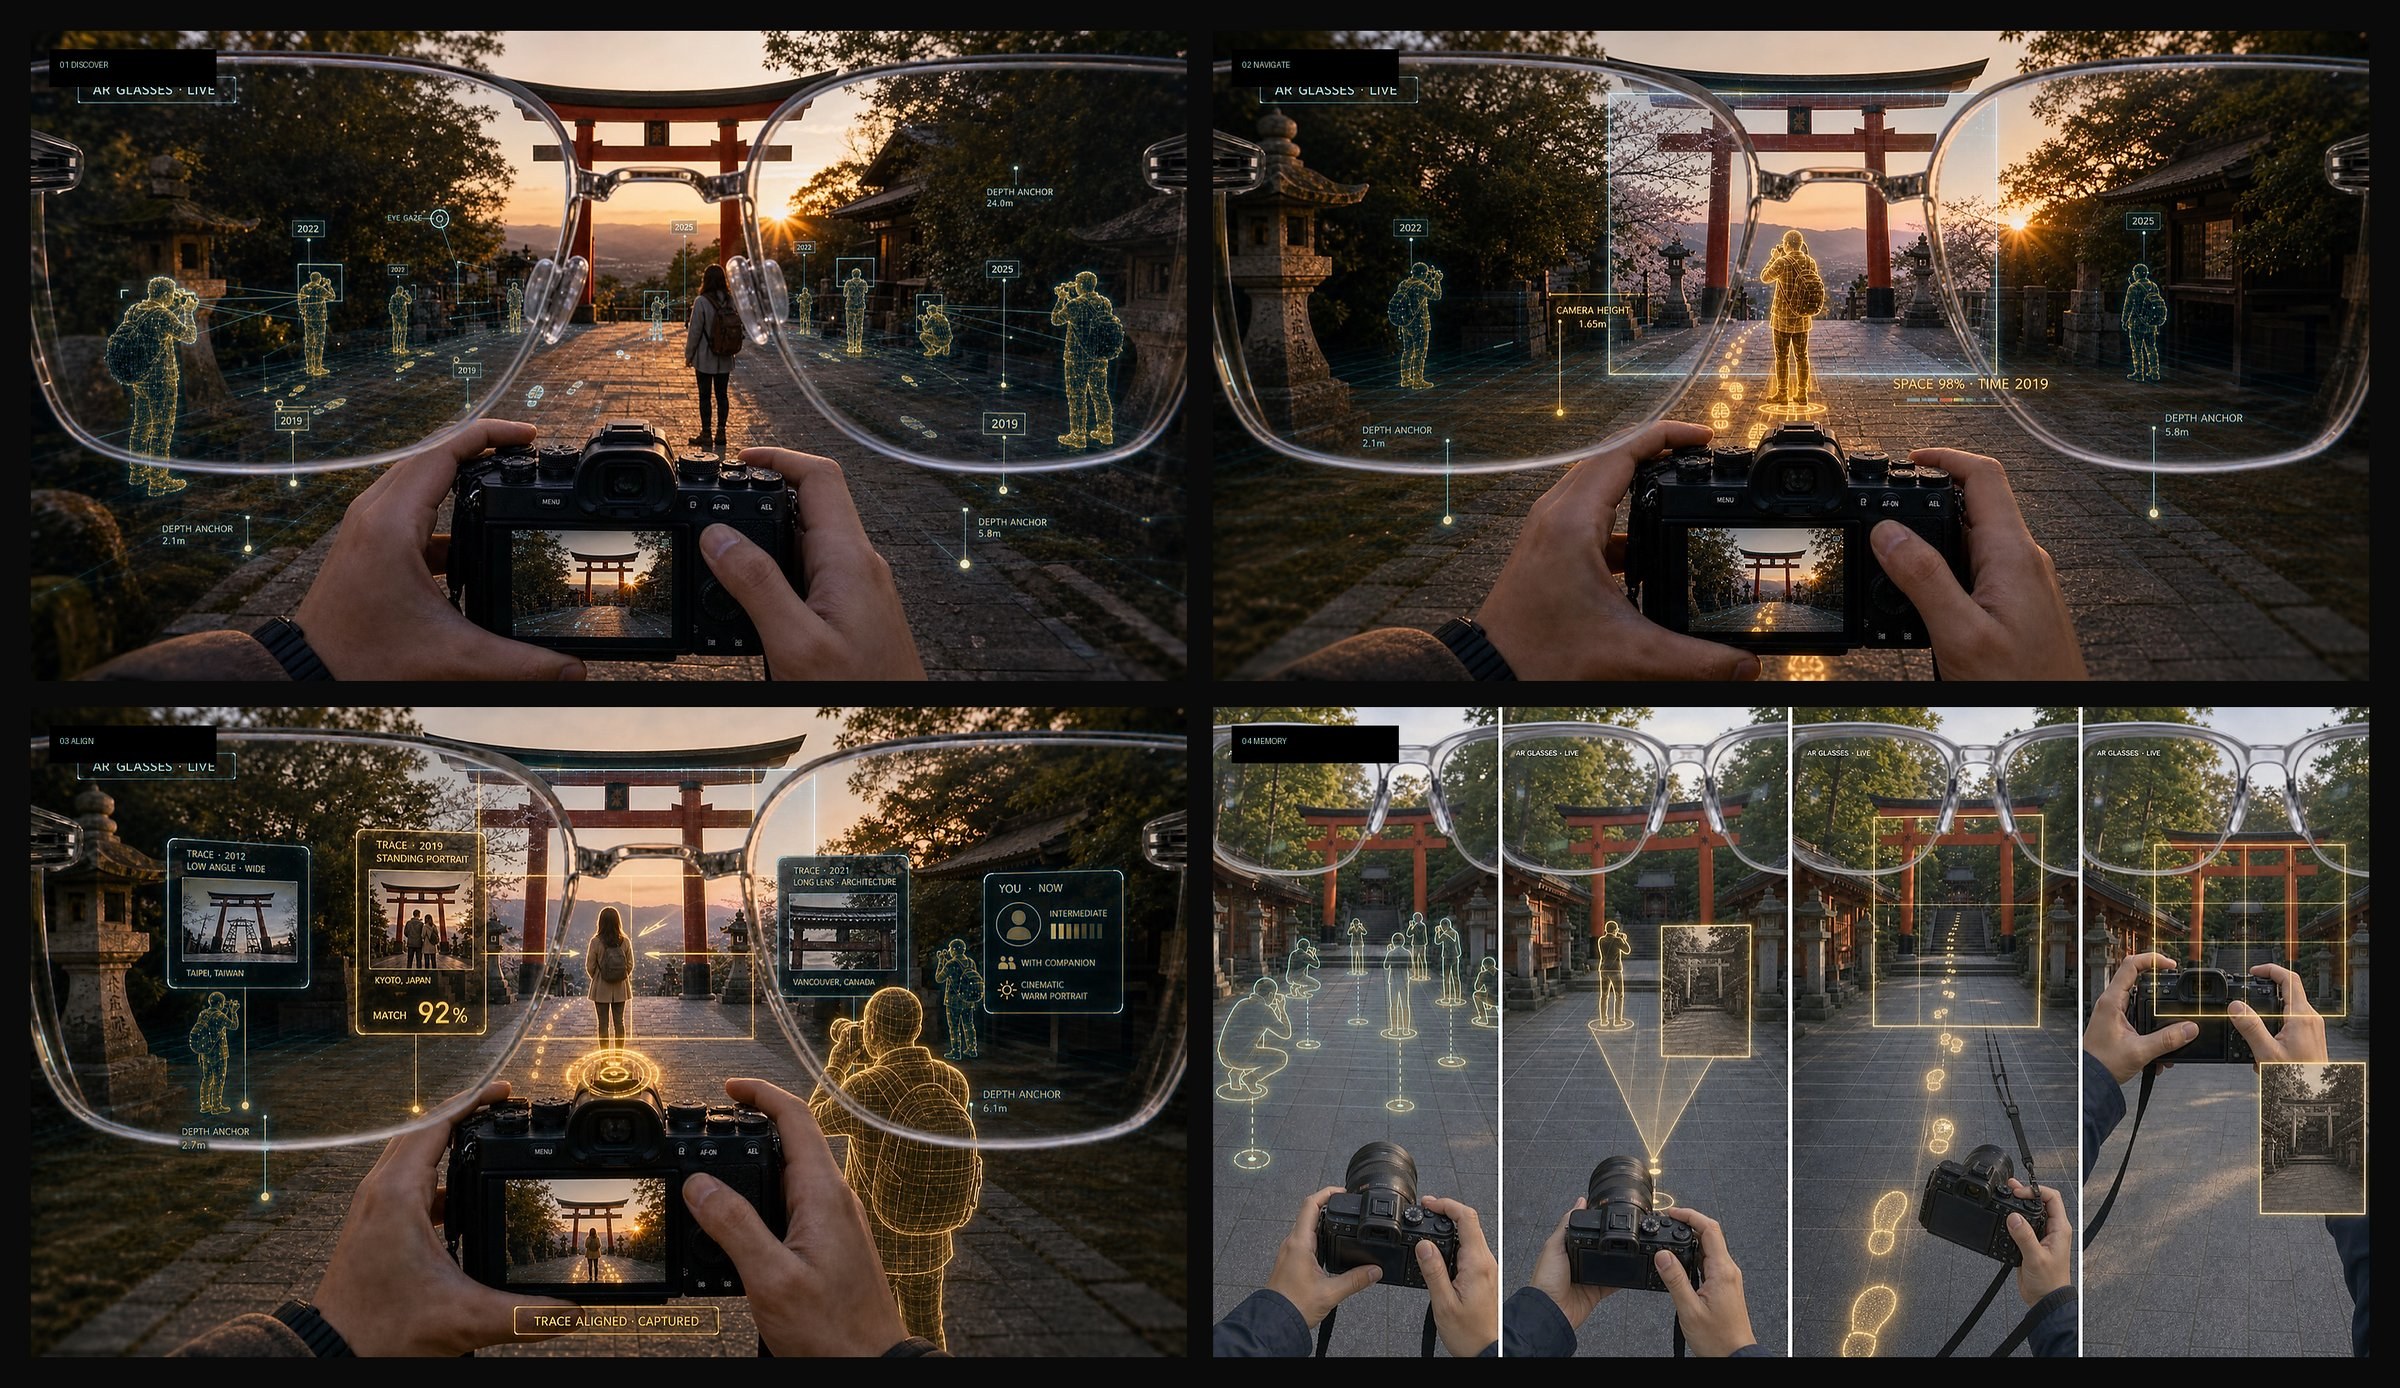 01 DISCOVER
AR GLASSES · LIVE
EYE GAZE
2022
2022
2025
2022
DEPTH ANCHOR
24.0m
2025
2019
2019
2019
DEPTH ANCHOR
2.1m
DEPTH ANCHOR
5.8m
MENU
AF-ON
AEL
02 NAVIGATE
AR GLASSES · LIVE
2022
2025
CAMERA HEIGHT
1.65m
SPACE 98% · TIME 2019
DEPTH ANCHOR
2.1m
DEPTH ANCHOR
5.8m
MENU
AF-ON
AEL
03 ALIGN
AR GLASSES · LIVE
TRACE · 2012
LOW ANGLE · WIDE
TAIPEI, TAIWAN
TRACE · 2019
STANDING PORTRAIT
KYOTO, JAPAN
MATCH 92%
TRACE · 2021
LONG LENS · ARCHITECTURE
VANCOUVER, CANADA
YOU · NOW
INTERMEDIATE
WITH COMPANION
CINEMATIC
WARM PORTRAIT
DEPTH ANCHOR
2.7m
DEPTH ANCHOR
6.1m
MENU
AF-ON
AEL
TRACE ALIGNED · CAPTURED
04 MEMORY
AR GLASSES · LIVE
AR GLASSES · LIVE
AR GLASSES · LIVE